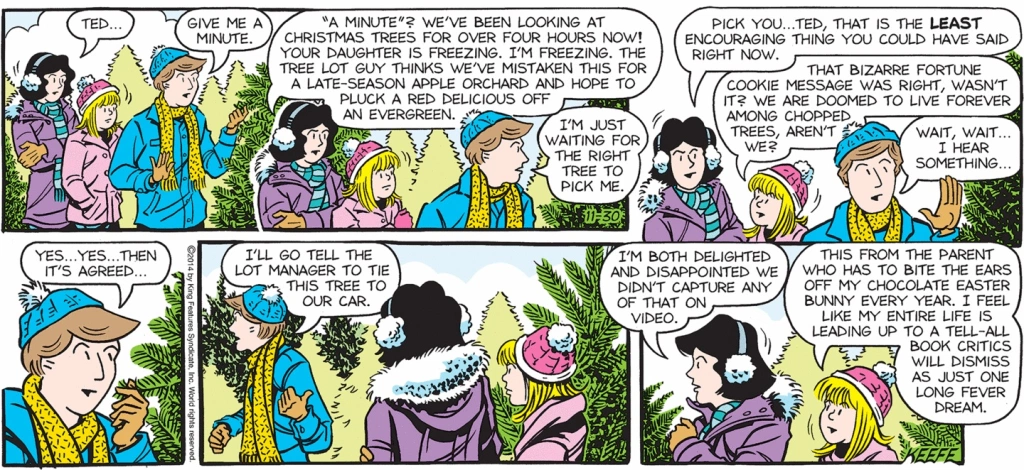 TED...
GIVE ME A
MINUTE.
"A MINUTE"? WE'VE BEEN LOOKING AT
CHRISTMAS TREES FOR OVER FOUR HOURS NOW!
YOUR DAUGHTER IS FREEZING. I'M FREEZING. THE
TREE LOT GUY THINKS WE'VE MISTAKEN THIS FOR
A LATE-SEASON APPLE ORCHARD AND HOPE TO
PLUCK A RED DELICIOUS OFF
AN EVERGREEN.
I'M JUST
WAITING FOR
THE RIGHT
TREE TO
PICK ME.
11-30
PICK YOU...TED, THAT IS THE LEAST
ENCOURAGING THING YOU COULD HAVE SAID
RIGHT NOW.
THAT BIZARRE FORTUNE
COOKIE MESSAGE WAS RIGHT, WASN'T
IT? WE ARE DOOMED TO LIVE FOREVER
AMONG CHOPPED
TREES, AREN'T
WE?
WAIT, WAIT...
I HEAR
SOMETHING...
YES...YES...THEN
IT'S AGREED...
©2014 by King Features Syndicate, Inc. World rights reserved.
I'LL GO TELL THE
LOT MANAGER TO TIE
THIS TREE TO
OUR CAR.
I'M BOTH DELIGHTED
AND DISAPPOINTED WE
DIDN'T CAPTURE ANY
OF THAT ON
VIDEO.
THIS FROM THE PARENT
WHO HAS TO BITE THE EARS
OFF MY CHOCOLATE EASTER
BUNNY EVERY YEAR. I FEEL
LIKE MY ENTIRE LIFE IS
LEADING UP TO A TELL-ALL
BOOK CRITICS
WILL DISMISS
AS JUST ONE
LONG FEVER
DREAM.
MEEFE